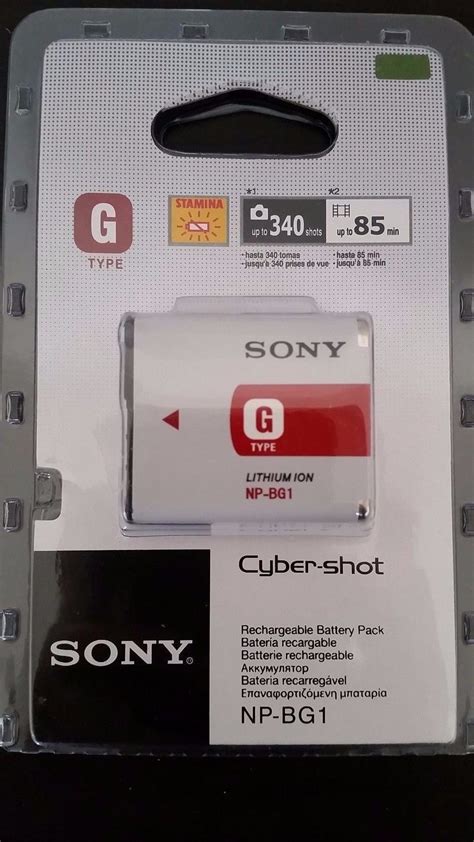 G
TYPE
STAMINA
*1
up to 340 shots
*2
up to 85 min
• hasta 340 tomas
• jusqu'à 340 prises de vue
• hasta 85 min
• jusqu'à 85 min
SONY
G
TYPE
LITHIUM ION
NP-BG1
Cyber-shot
SONY®
Rechargeable Battery Pack
Batería recargable
Batterie rechargeable
Аккумулятор
Bateria recarregável
Επαναφορτιζόμενη μπαταρία
NP-BG1